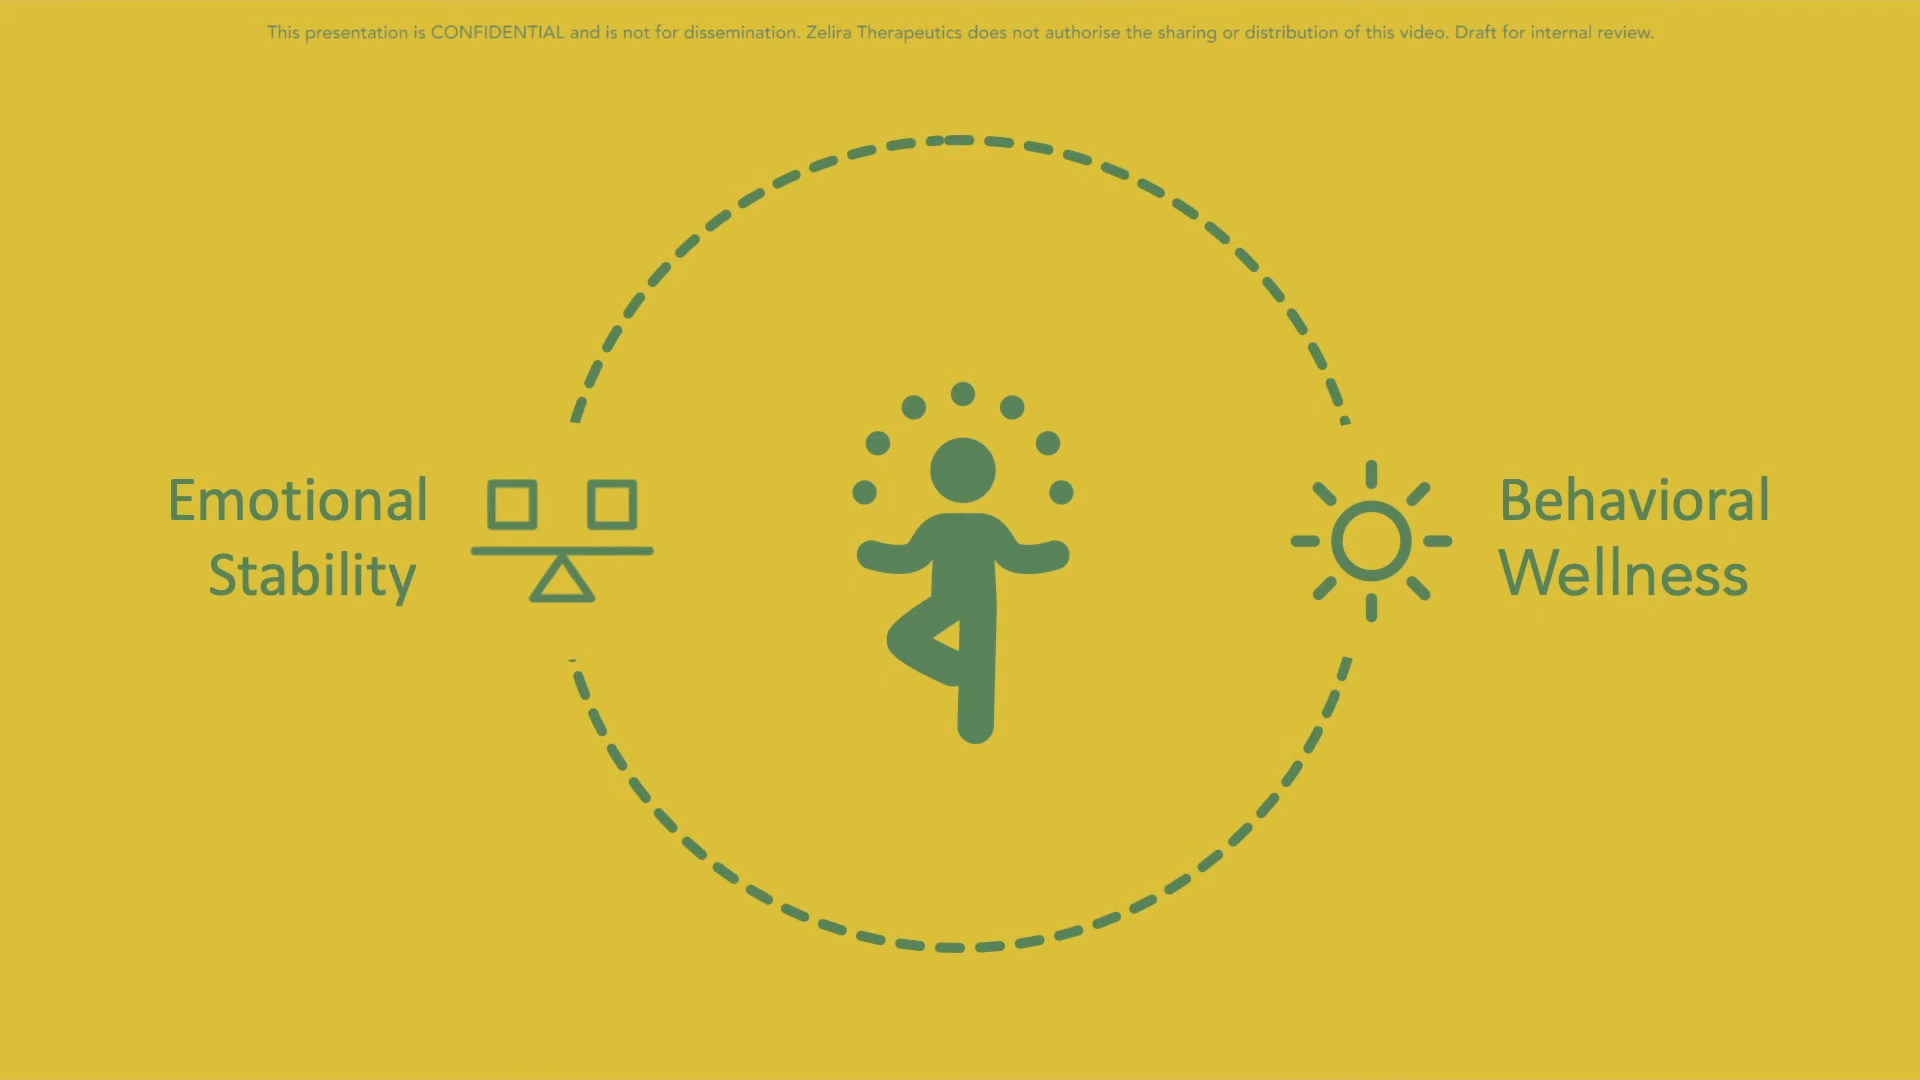 This presentation is CONFIDENTIAL and is not for dissemination. Zelira Therapeutics does not authorise the sharing or distribution of this video. Draft for internal review.
Emotional
Stability
Behavioral
Wellness